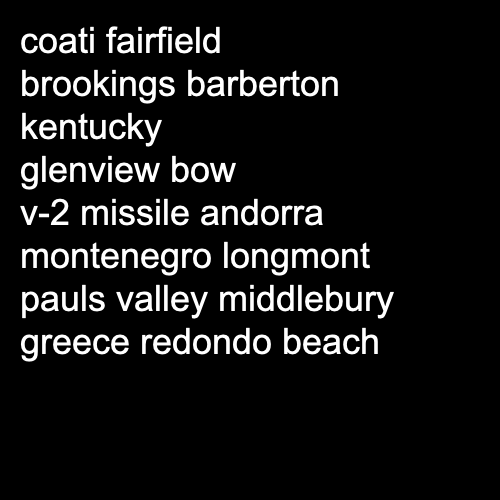 coati fairfield
brookings barberton
kentucky
glenview bow
v-2 missile andorra
montenegro longmont
pauls valley middlebury
greece redondo beach